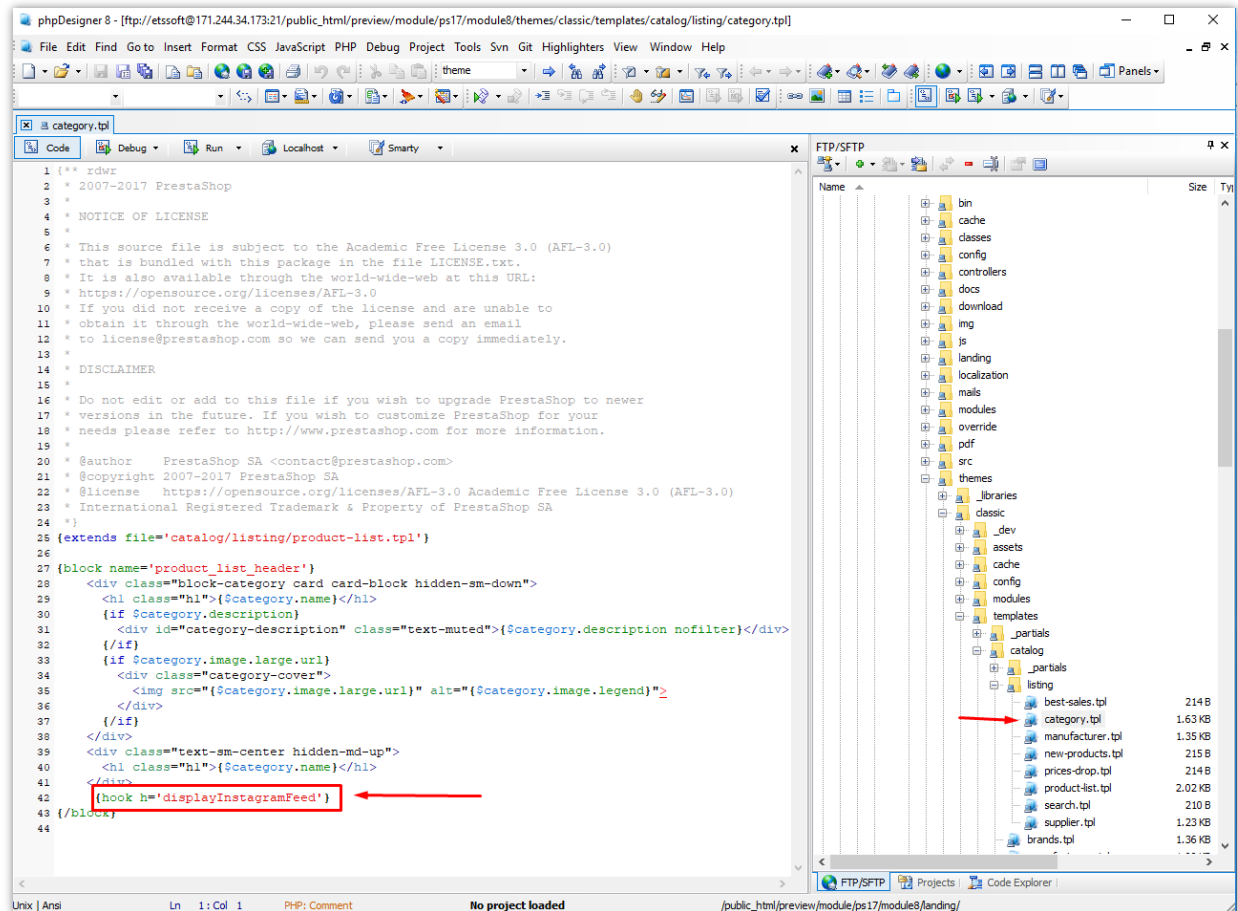 phpDesigner 8 - [ftp://etssoft@171.244.34.173:21/public_html/preview/module/ps17/module8/themes/classic/templates/catalog/listing/category.tpl]
File Edit Find Go to Insert Format CSS JavaScript PHP Debug Project Tools Svn Git Highlighters View Window Help
theme
Panels
category.tpl
Code Debug Run Localhost Smarty
1 {** rdwr
2 * 2007-2017 PrestaShop
3 *
4 * NOTICE OF LICENSE
5 *
6 * This source file is subject to the Academic Free License 3.0 (AFL-3.0)
7 * that is bundled with this package in the file LICENSE.txt.
8 * It is also available through the world-wide-web at this URL:
9 * https://opensource.org/licenses/AFL-3.0
10 * If you did not receive a copy of the license and are unable to
11 * obtain it through the world-wide-web, please send an email
12 * to license@prestashop.com so we can send you a copy immediately.
13 *
14 * DISCLAIMER
15 *
16 * Do not edit or add to this file if you wish to upgrade PrestaShop to newer
17 * versions in the future. If you wish to customize PrestaShop for your
18 * needs please refer to http://www.prestashop.com for more information.
19 *
20 * @author    PrestaShop SA <contact@prestashop.com>
21 * @copyright 2007-2017 PrestaShop SA
22 * @license   https://opensource.org/licenses/AFL-3.0 Academic Free License 3.0 (AFL-3.0)
23 * International Registered Trademark & Property of PrestaShop SA
24 *}
25 {extends file='catalog/listing/product-list.tpl'}
26
27 {block name='product_list_header'}
28     <div class="block-category card card-block hidden-sm-down">
29       <h1 class="h1">{$category.name}</h1>
30       {if $category.description}
31         <div id="category-description" class="text-muted">{$category.description nofilter}</div>
32       {/if}
33       {if $category.image.large.url}
34         <div class="category-cover">
35           <img src="{$category.image.large.url}" alt="{$category.image.legend}">
36         </div>
37       {/if}
38     </div>
39     <div class="text-sm-center hidden-md-up">
40       <h1 class="h1">{$category.name}</h1>
41     </div>
42      {hook h='displayInstagramFeed'}
43 {/block}
44
FTP/SFTP
Name Size Typ
bin
cache
classes
config
controllers
docs
download
img
js
landing
localization
mails
modules
override
pdf
src
themes
_libraries
classic
_dev
assets
cache
config
modules
templates
_partials
catalog
_partials
listing
best-sales.tpl 214 B
category.tpl 1.63 KB
manufacturer.tpl 1.35 KB
new-products.tpl 215 B
prices-drop.tpl 214 B
product-list.tpl 2.02 KB
search.tpl 210 B
supplier.tpl 1.23 KB
brands.tpl 1.36 KB
FTP/SFTP Projects Code Explorer
Unix | Ansi Ln 1 : Col 1 PHP: Comment No project loaded /public_html/preview/module/ps17/module8/landing/